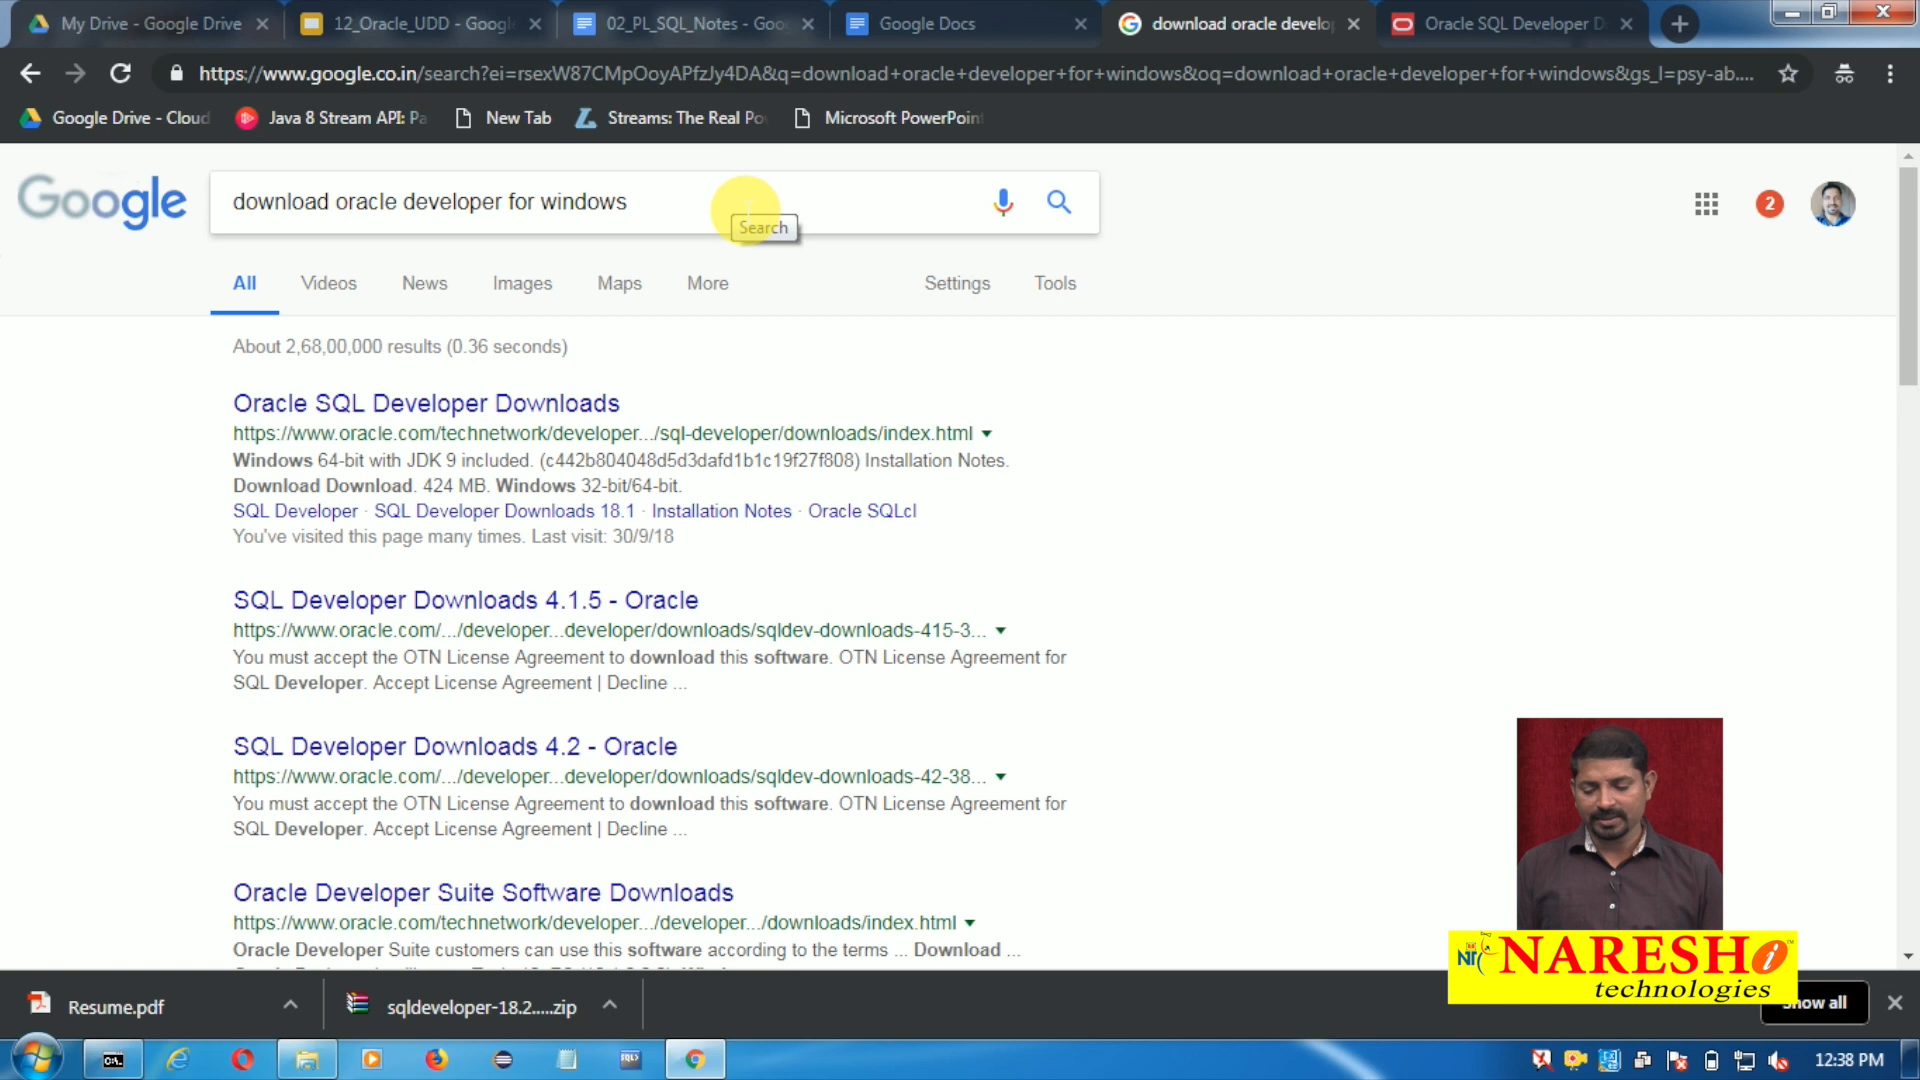 My Drive - Google Drive
12_Oracle_UDD - Google
02_PL_SQL_Notes - Goo
Google Docs
download oracle develo
Oracle SQL Developer D
https://www.google.co.in/search?ei=rsexW87CMpOoyAPfzJy4DA&q=download+oracle+developer+for+windows&oq=download+oracle+developer+for+windows&gs_l=psy-ab....
Google Drive - Cloud
Java 8 Stream API: Pa
New Tab
Streams: The Real Po
Microsoft PowerPoin
Google
download oracle developer for windows
Search
2
All
Videos
News
Images
Maps
More
Settings
Tools
About 2,68,00,000 results (0.36 seconds)
Oracle SQL Developer Downloads
https://www.oracle.com/technetwork/developer.../sql-developer/downloads/index.html
Windows 64-bit with JDK 9 included. (c442b804048d5d3dafd1b1c19f27f808) Installation Notes.
Download Download. 424 MB. Windows 32-bit/64-bit.
SQL Developer · SQL Developer Downloads 18.1 · Installation Notes · Oracle SQLcl
You've visited this page many times. Last visit: 30/9/18
SQL Developer Downloads 4.1.5 - Oracle
https://www.oracle.com/.../developer...developer/downloads/sqldev-downloads-415-3...
You must accept the OTN License Agreement to download this software. OTN License Agreement for
SQL Developer. Accept License Agreement | Decline ...
SQL Developer Downloads 4.2 - Oracle
https://www.oracle.com/.../developer...developer/downloads/sqldev-downloads-42-38...
You must accept the OTN License Agreement to download this software. OTN License Agreement for
SQL Developer. Accept License Agreement | Decline ...
Oracle Developer Suite Software Downloads
https://www.oracle.com/technetwork/developer.../developer.../downloads/index.html
Oracle Developer Suite customers can use this software according to the terms ... Download ...
NARESH i
technologies
Resume.pdf
sqldeveloper-18.2.....zip
Show all
12:38 PM